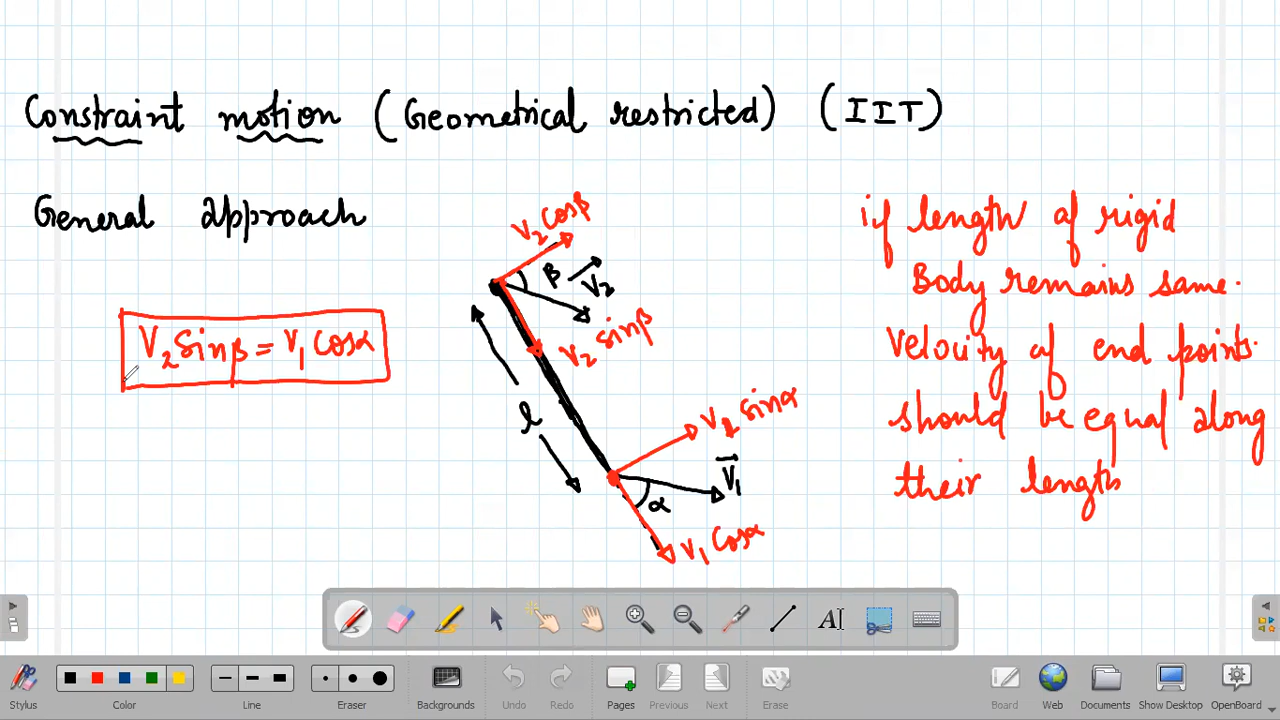 Constraint motion (Geometrical restricted) (IIT)
General approach
V₂ Sinβ = V₁ Cosα
V₂ Cosβ
β
V₂
V₂ sinβ
l
V₁ sinα
V₁
α
V₁ Cosα
if length of rigid
Body remains same.
Velocity of end points.
should be equal along
their length
AI
Stylus
Color
Line
Eraser
Backgrounds
Undo
Redo
Pages
Previous
Next
Erase
Board
Web
Documents
Show Desktop
OpenBoard